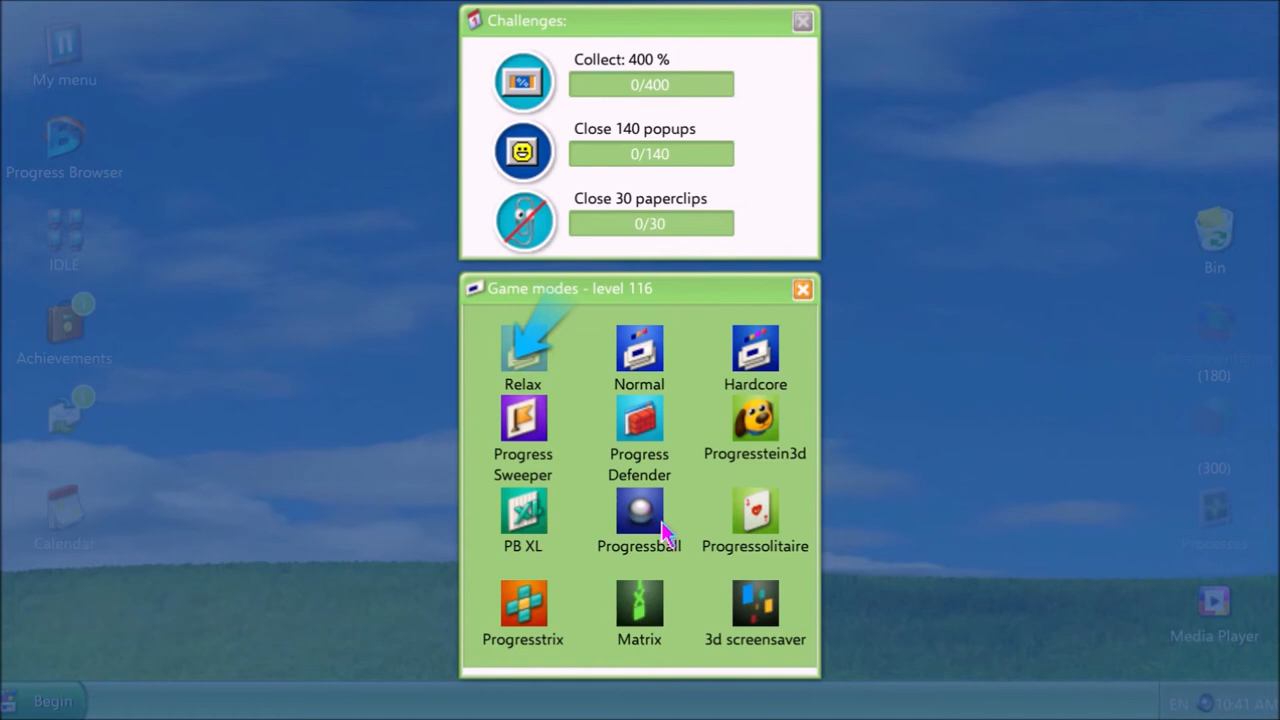 Challenges:
Collect: 400 %
0/400
Close 140 popups
0/140
Close 30 paperclips
0/30
Game modes - level 116
Relax
Normal
Hardcore
Progress
Sweeper
Progress
Defender
Progresstein3d
PB XL
Progressball
Progressolitaire
Progresstrix
Matrix
3d screensaver
My menu
Progress Browser
IDLE
Achievements
Calendar
Bin
(180)
(300)
Processes
Media Player
Begin
EN
10:41 AM